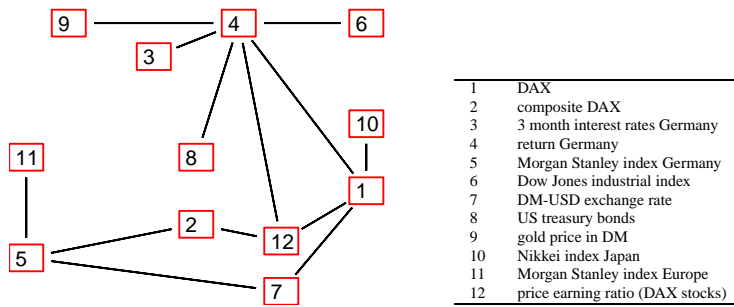 9
4
6
3
10
11
8
1
2
12
5
7
1 DAX
2 composite DAX
3 3 month interest rates Germany
4 return Germany
5 Morgan Stanley index Germany
6 Dow Jones industrial index
7 DM-USD exchange rate
8 US treasury bonds
9 gold price in DM
10 Nikkei index Japan
11 Morgan Stanley index Europe
12 price earning ratio (DAX stocks)